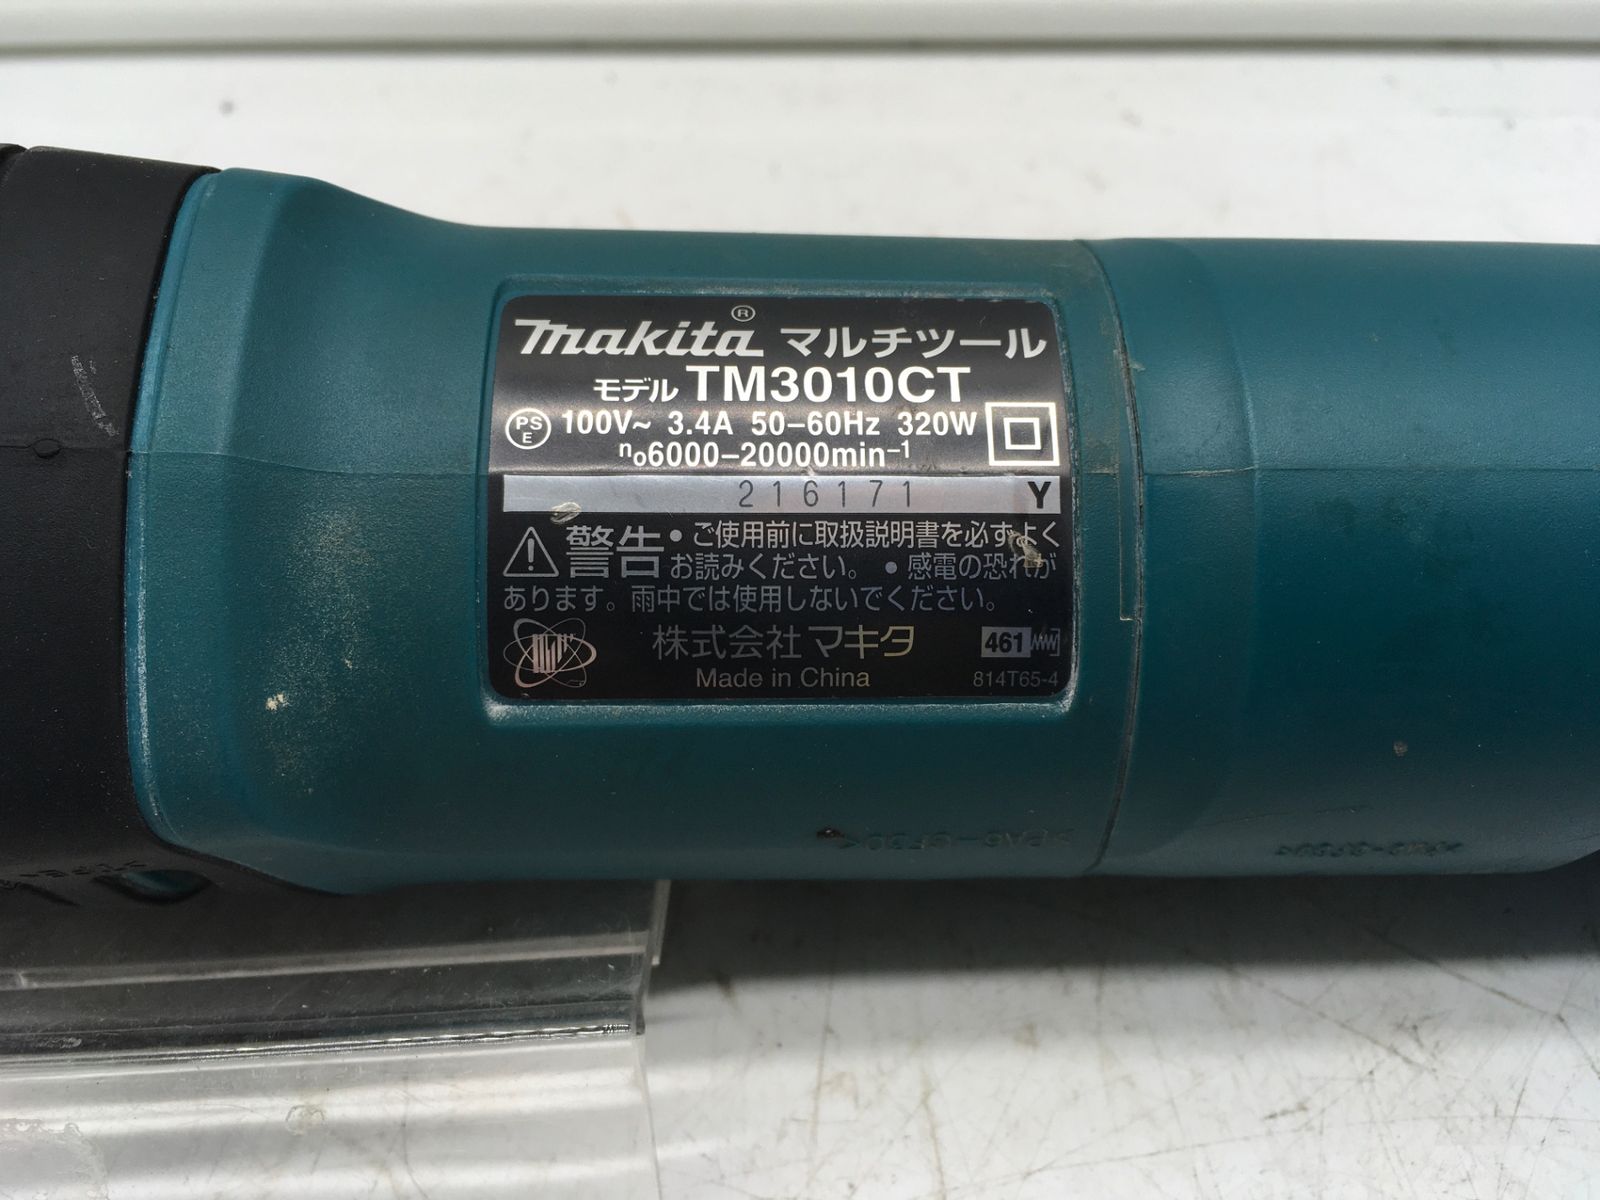 makita® マルチツール
モデル TM3010CT
PS E 100V~ 3.4A 50-60Hz 320W
n₀6000-20000min⁻¹
216171 Y
⚠警告 • ご使用前に取扱説明書を必ずよく
お読みください。 • 感電の恐れが
あります。雨中では使用しないでください。
株式会社マキタ 461
Made in China 814T65-4